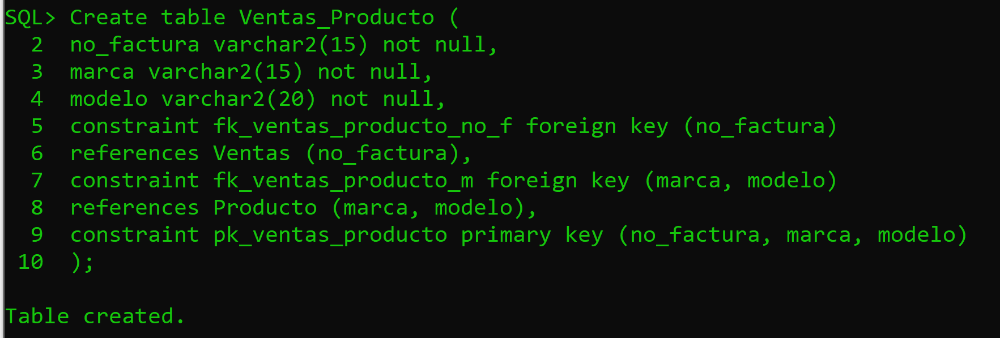 SQL> Create table Ventas_Producto (
  2  no_factura varchar2(15) not null,
  3  marca varchar2(15) not null,
  4  modelo varchar2(20) not null,
  5  constraint fk_ventas_producto_no_f foreign key (no_factura)
  6  references Ventas (no_factura),
  7  constraint fk_ventas_producto_m foreign key (marca, modelo)
  8  references Producto (marca, modelo),
  9  constraint pk_ventas_producto primary key (no_factura, marca, modelo)
 10  );
Table created.